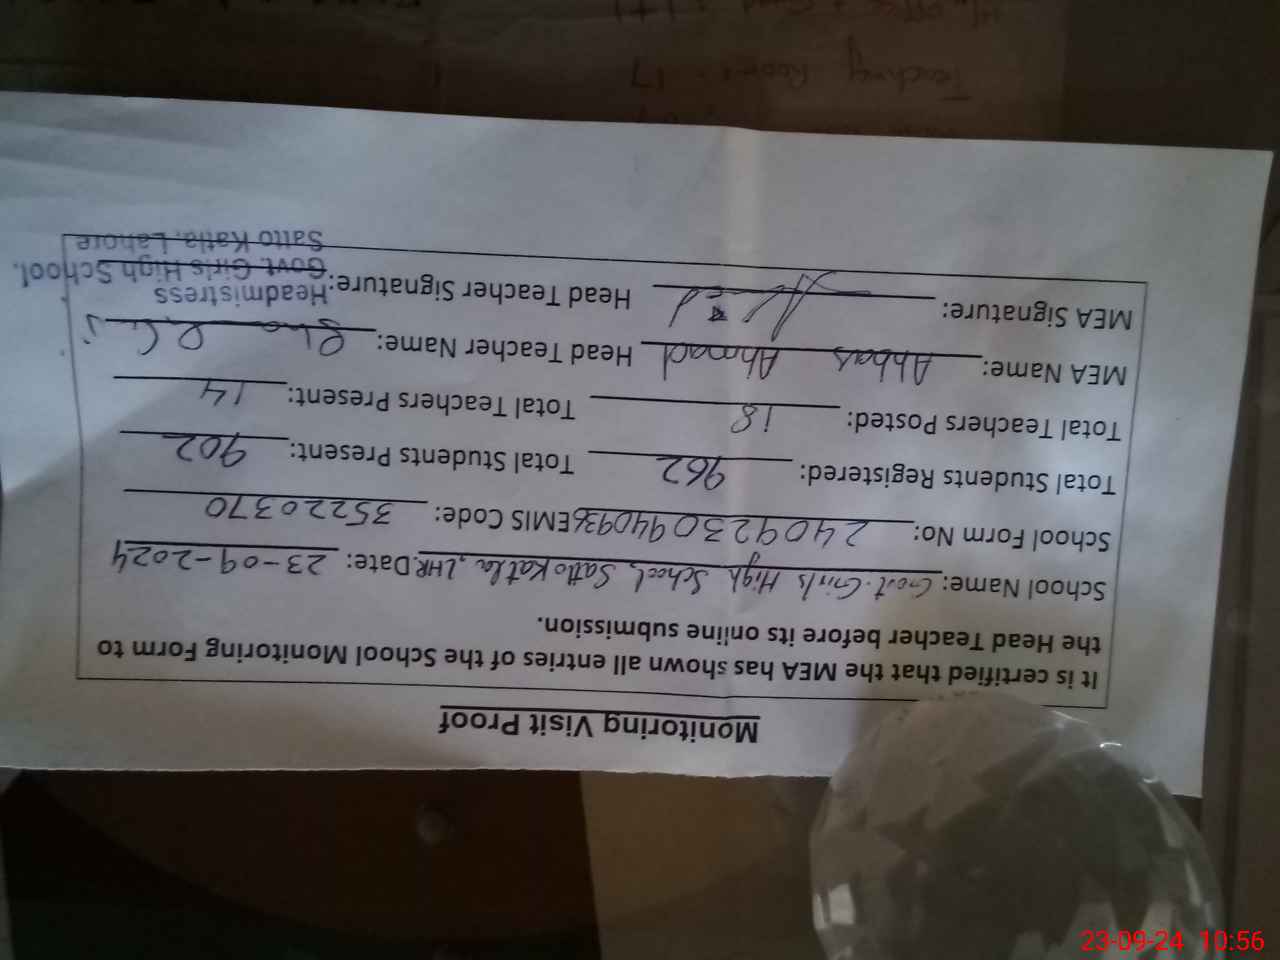 Monitoring Visit Proof
It is certified that the MEA has shown all entries of the School Monitoring Form to
the Head Teacher before its online submission.
School Name: Govt. Girls High School, Satto Katla, LHR. Date: 23-09-2024
School Form No: 240923094093 EMIS Code: 35220370
Total Students Registered: 962 Total Students Present: 902
Total Teachers Posted: 18 Total Teachers Present: 14
MEA Name: Abbas Ahmad Head Teacher Name:
MEA Signature: Head Teacher Signature:
Headmistress
Govt. Girls High School.
Satto Katla, Lahore
Teaching Rooms: 17
23-09-24 10:56